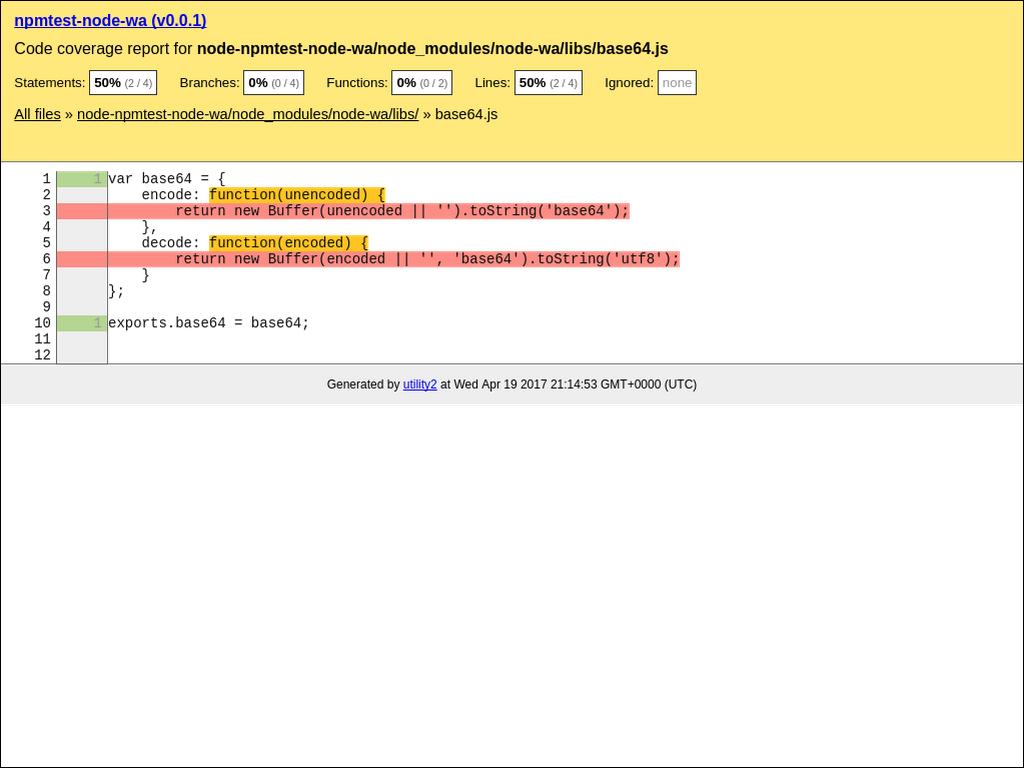 npmtest-node-wa (v0.0.1)
Code coverage report for node-npmtest-node-wa/node_modules/node-wa/libs/base64.js
Statements: 50% (2 / 4) Branches: 0% (0 / 4) Functions: 0% (0 / 2) Lines: 50% (2 / 4) Ignored: none
All files » node-npmtest-node-wa/node_modules/node-wa/libs/ » base64.js
1 1 var base64 = {
2 encode: function(unencoded) {
3 return new Buffer(unencoded || '').toString('base64');
4 },
5 decode: function(encoded) {
6 return new Buffer(encoded || '', 'base64').toString('utf8');
7 }
8 };
9
10 1 exports.base64 = base64;
11
12
Generated by utility2 at Wed Apr 19 2017 21:14:53 GMT+0000 (UTC)